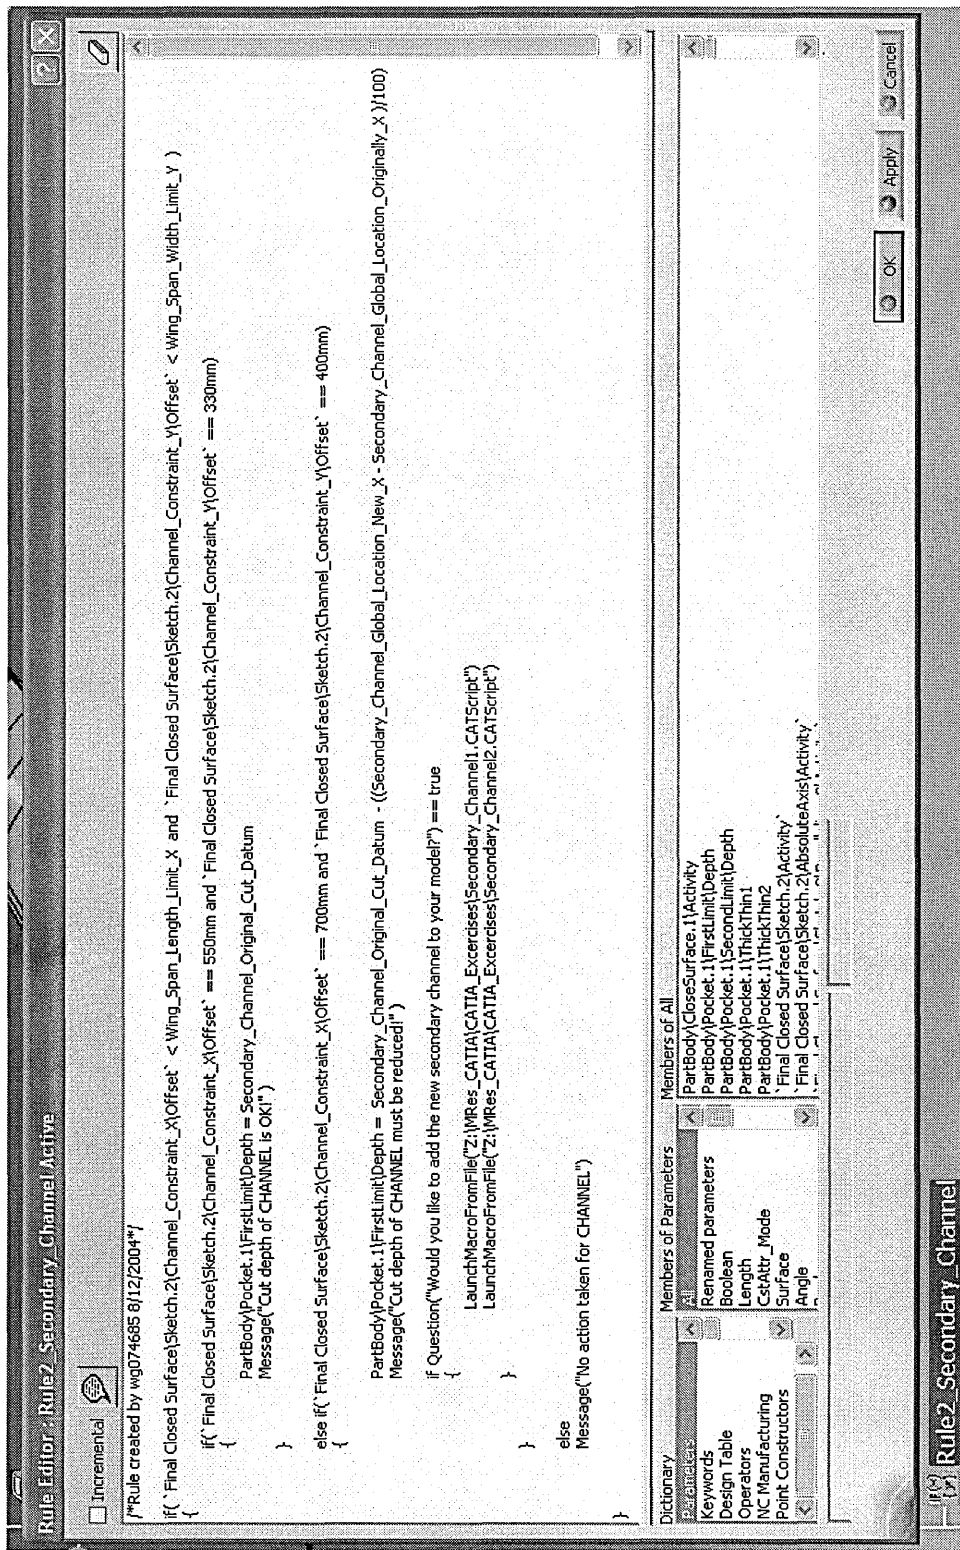 Rule Editor : Rule2_Secondary_Channel Active
Incremental
/*Rule created by wg074685 8/12/2004*/
if( `Final Closed Surface\Sketch.2\Channel_Constraint_X\Offset` < Wing_Span_Length_Limit_X and `Final Closed Surface\Sketch.2\Channel_Constraint_Y\Offset` < Wing_Span_Width_Limit_Y )
{
if(`Final Closed Surface\Sketch.2\Channel_Constraint_X\Offset` == 550mm and `Final Closed Surface\Sketch.2\Channel_Constraint_Y\Offset` == 330mm)
{
PartBody\Pocket.1\FirstLimit\Depth = Secondary_Channel_Original_Cut_Datum
Message("Cut depth of CHANNEL is OK!" )
}
else if(`Final Closed Surface\Sketch.2\Channel_Constraint_X\Offset` == 700mm and `Final Closed Surface\Sketch.2\Channel_Constraint_Y\Offset` == 400mm)
{
PartBody\Pocket.1\FirstLimit\Depth = Secondary_Channel_Original_Cut_Datum - ((Secondary_Channel_Global_Location_New_X - Secondary_Channel_Global_Location_Originally_X )/100)
Message("Cut depth of CHANNEL must be reduced!" )
if Question("Would you like to add the new secondary channel to your model?") == true
{
LaunchMacroFromFile("Z:\MRes_CATIA\CATIA_Excercises\Secondary_Channel1.CATScript")
LaunchMacroFromFile("Z:\MRes_CATIA\CATIA_Excercises\Secondary_Channel2.CATScript")
}
}
else
Message("No action taken for CHANNEL")
}
Dictionary
Parameters
Keywords
Design Table
Operators
NC Manufacturing
Point Constructors
Members of Parameters
All
Renamed parameters
Boolean
Length
CstAttr_Mode
Surface
Angle
Members of All
PartBody\CloseSurface.1\Activity
PartBody\Pocket.1\FirstLimit\Depth
PartBody\Pocket.1\SecondLimit\Depth
PartBody\Pocket.1\ThickThin1
PartBody\Pocket.1\ThickThin2
`Final Closed Surface\Sketch.2\Activity`
`Final Closed Surface\Sketch.2\AbsoluteAxis\Activity`
OK
Apply
Cancel
Rule2_Secondary_Channel